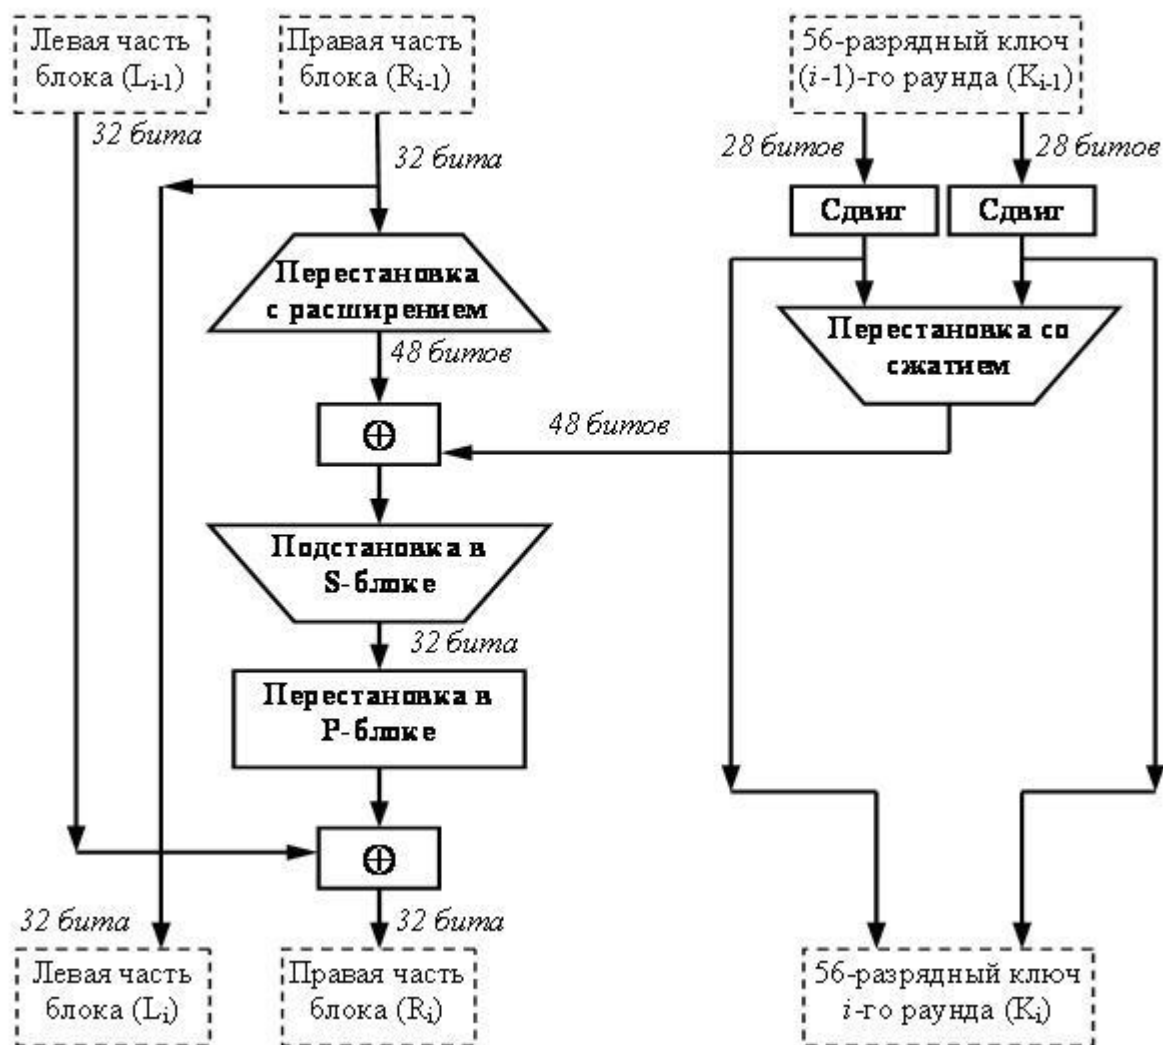 Левая часть
блока (Li-1)
Правая часть
блока (Ri-1)
56-разрядный ключ
(i-1)-го раунда (Ki-1)
32 бита
32 бита
28 битов
28 битов
Сдвиг
Сдвиг
Перестановка
с расширением
Перестановка со
сжатием
48 битов
48 битов
⊕
Подстановка в
S-блоке
32 бита
Перестановка в
P-блоке
⊕
32 бита
32 бита
Левая часть
блока (Li)
Правая часть
блока (Ri)
56-разрядный ключ
i-го раунда (Ki)